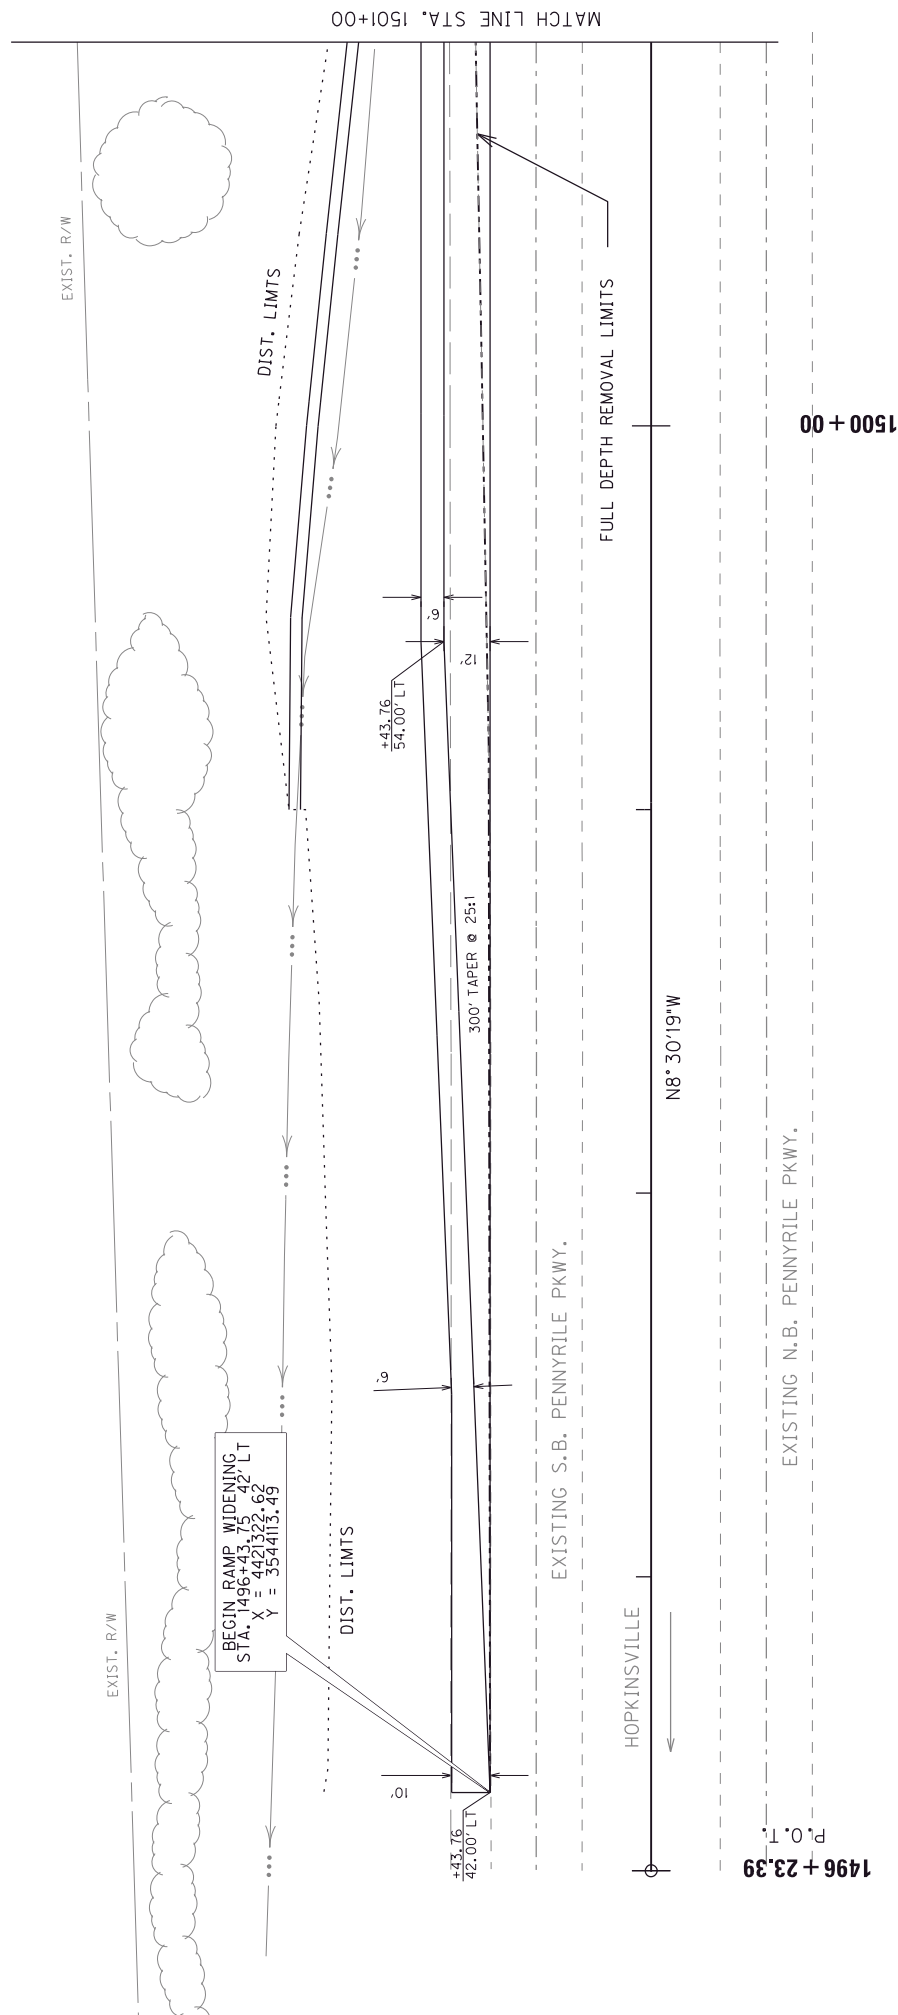 MATCH LINE STA. 1501+00
EXIST. R/W
DIST. LIMTS
FULL DEPTH REMOVAL LIMITS
1500+00
6'
12'
+43.76
54.00' LT
300' TAPER @ 25:1
N8° 30'19"W
6'
EXISTING S.B. PENNYRILE PKWY.
EXISTING N.B. PENNYRILE PKWY.
BEGIN RAMP WIDENING
STA. 1496+43.75 42' LT
X = 4421322.62
Y = 3544113.49
DIST. LIMTS
EXIST. R/W
HOPKINSVILLE
10'
+43.76
42.00' LT
P.O.T.
1496+23.39